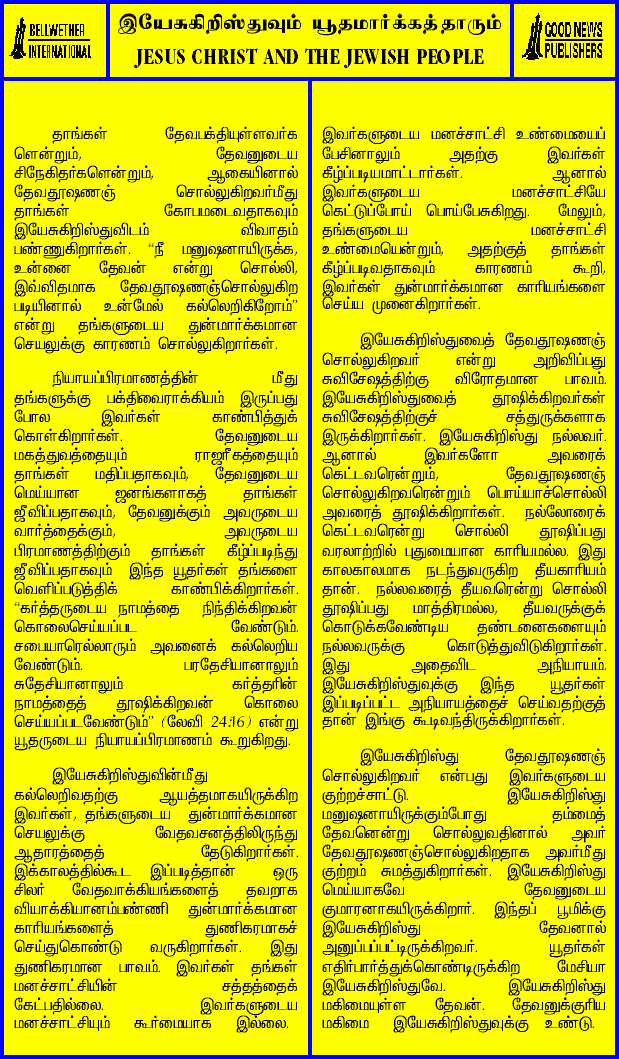 BELLWETHER
INTERNATIONAL
இயேசுகிறிஸ்துவும் யூதமார்க்கத்தாரும்
JESUS CHRIST AND THE JEWISH PEOPLE
GOOD NEWS
PUBLISHERS
தாங்கள் தேவபக்தியுள்ளவர்க
ளென்றும், தேவனுடைய
சிநேகிதர்களென்றும், ஆகையினால்
தேவதூஷணஞ் சொல்லுகிறவர்மீது
தாங்கள் கோபமடைவதாகவும்
இயேசுகிறிஸ்துவிடம் விவாதம்
பண்ணுகிறார்கள். “நீ மனுஷனாயிருக்க,
உன்னை தேவன் என்று சொல்லி,
இவ்விதமாக தேவதூஷணஞ்சொல்லுகிற
படியினால் உன்மேல் கல்லெறிகிறோம்”
என்று தங்களுடைய துன்மார்க்கமான
செயலுக்கு காரணம் சொல்லுகிறார்கள்.
நியாயப்பிரமாணத்தின் மீது
தங்களுக்கு பக்திவைராக்கியம் இருப்பது
போல இவர்கள் காண்பித்துக்
கொள்கிறார்கள். தேவனுடைய
மகத்துவத்தையும் ராஜரீகத்தையும்
தாங்கள் மதிப்பதாகவும், தேவனுடைய
மெய்யான ஜனங்களாகத் தாங்கள்
ஜீவிப்பதாகவும், தேவனுக்கும் அவருடைய
வார்த்தைக்கும், அவருடைய
பிரமாணத்திற்கும் தாங்கள் கீழ்ப்படிந்து
ஜீவிப்பதாகவும் இந்த யூதர்கள் தங்களை
வெளிப்படுத்திக் காண்பிக்கிறார்கள்.
“கர்த்தருடைய நாமத்தை நிந்திக்கிறவன்
கொலைசெய்யப்பட வேண்டும்.
சபையாரெல்லாரும் அவனைக் கல்லெறிய
வேண்டும். பரதேசியானாலும்
சுதேசியானாலும் கர்த்தரின்
நாமத்தைத் தூஷிக்கிறவன் கொலை
செய்யப்படவேண்டும்” (லேவி 24:16) என்று
யூதருடைய நியாயப்பிரமாணம் கூறுகிறது.
இயேசுகிறிஸ்துவின்மீது
கல்லெறிவதற்கு ஆயத்தமாகயிருக்கிற
இவர்கள், தங்களுடைய துன்மார்க்கமான
செயலுக்கு வேதவசனத்திலிருந்து
ஆதாரத்தைத் தேடுகிறார்கள்.
இக்காலத்தில்கூட இப்படித்தான் ஒரு
சிலர் வேதவாக்கியங்களைத் தவறாக
வியாக்கியானம்பண்ணி துன்மார்க்கமான
காரியங்களைத் துணிகரமாகச்
செய்துகொண்டு வருகிறார்கள். இது
துணிகரமான பாவம். இவர்கள் தங்கள்
மனச்சாட்சியின் சத்தத்தைக்
கேட்பதில்லை. இவர்களுடைய
மனச்சாட்சியும் கூர்மையாக இல்லை.
இவர்களுடைய மனச்சாட்சி உண்மையைப்
பேசினாலும் அதற்கு இவர்கள்
கீழ்ப்படியமாட்டார்கள். ஆனால்
இவர்களுடைய மனச்சாட்சியே
கெட்டுப்போய் பொய்பேசுகிறது. மேலும்,
தங்களுடைய மனச்சாட்சி
உண்மையென்றும், அதற்குத் தாங்கள்
கீழ்ப்படிவதாகவும் காரணம் கூறி,
இவர்கள் துன்மார்க்கமான காரியங்களை
செய்ய முனைகிறார்கள்.
இயேசுகிறிஸ்துவைத் தேவதூஷணஞ்
சொல்லுகிறவர் என்று அறிவிப்பது
சுவிசேஷத்திற்கு விரோதமான பாவம்.
இயேசுகிறிஸ்துவைத் தூஷிக்கிறவர்கள்
சுவிசேஷத்திற்குச் சத்துருக்களாக
இருக்கிறார்கள். இயேசுகிறிஸ்து நல்லவர்.
ஆனால் இவர்களோ அவரைக்
கெட்டவரென்றும், தேவதூஷணஞ்
சொல்லுகிறவரென்றும் பொய்யாச்சொல்லி
அவரைத் தூஷிக்கிறார்கள். நல்லோரைக்
கெட்டவரென்று சொல்லி தூஷிப்பது
வரலாற்றில் புதுமையான காரியமல்ல. இது
காலகாலமாக நடந்துவருகிற தீயகாரியம்
தான். நல்லவரைத் தீயவரென்று சொல்லி
தூஷிப்பது மாத்திரமல்ல, தீயவருக்குக்
கொடுக்கவேண்டிய தண்டனைகளையும்
நல்லவருக்கு கொடுத்துவிடுகிறார்கள்.
இது அதைவிட அநியாயம்.
இயேசுகிறிஸ்துவுக்கு இந்த யூதர்கள்
இப்படிப்பட்ட அநியாயத்தைச் செய்வதற்குத்
தான் இங்கு கூடிவந்திருக்கிறார்கள்.
இயேசுகிறிஸ்து தேவதூஷணஞ்
சொல்லுகிறவர் என்பது இவர்களுடைய
குற்றச்சாட்டு. இயேசுகிறிஸ்து
மனுஷனாயிருக்கும்போது தம்மைத்
தேவனென்று சொல்லுவதினால் அவர்
தேவதூஷணஞ்சொல்லுகிறதாக அவர்மீது
குற்றம் சுமத்துகிறார்கள். இயேசுகிறிஸ்து
மெய்யாகவே தேவனுடைய
குமாரனாகயிருக்கிறார். இந்தப் பூமிக்கு
இயேசுகிறிஸ்து தேவனால்
அனுப்பப்பட்டிருக்கிறவர். யூதர்கள்
எதிர்பார்த்துக்கொண்டிருக்கிற மேசியா
இயேசுகிறிஸ்துவே. இயேசுகிறிஸ்து
மகிமையுள்ள தேவன். தேவனுக்குரிய
மகிமை இயேசுகிறிஸ்துவுக்கு உண்டு.